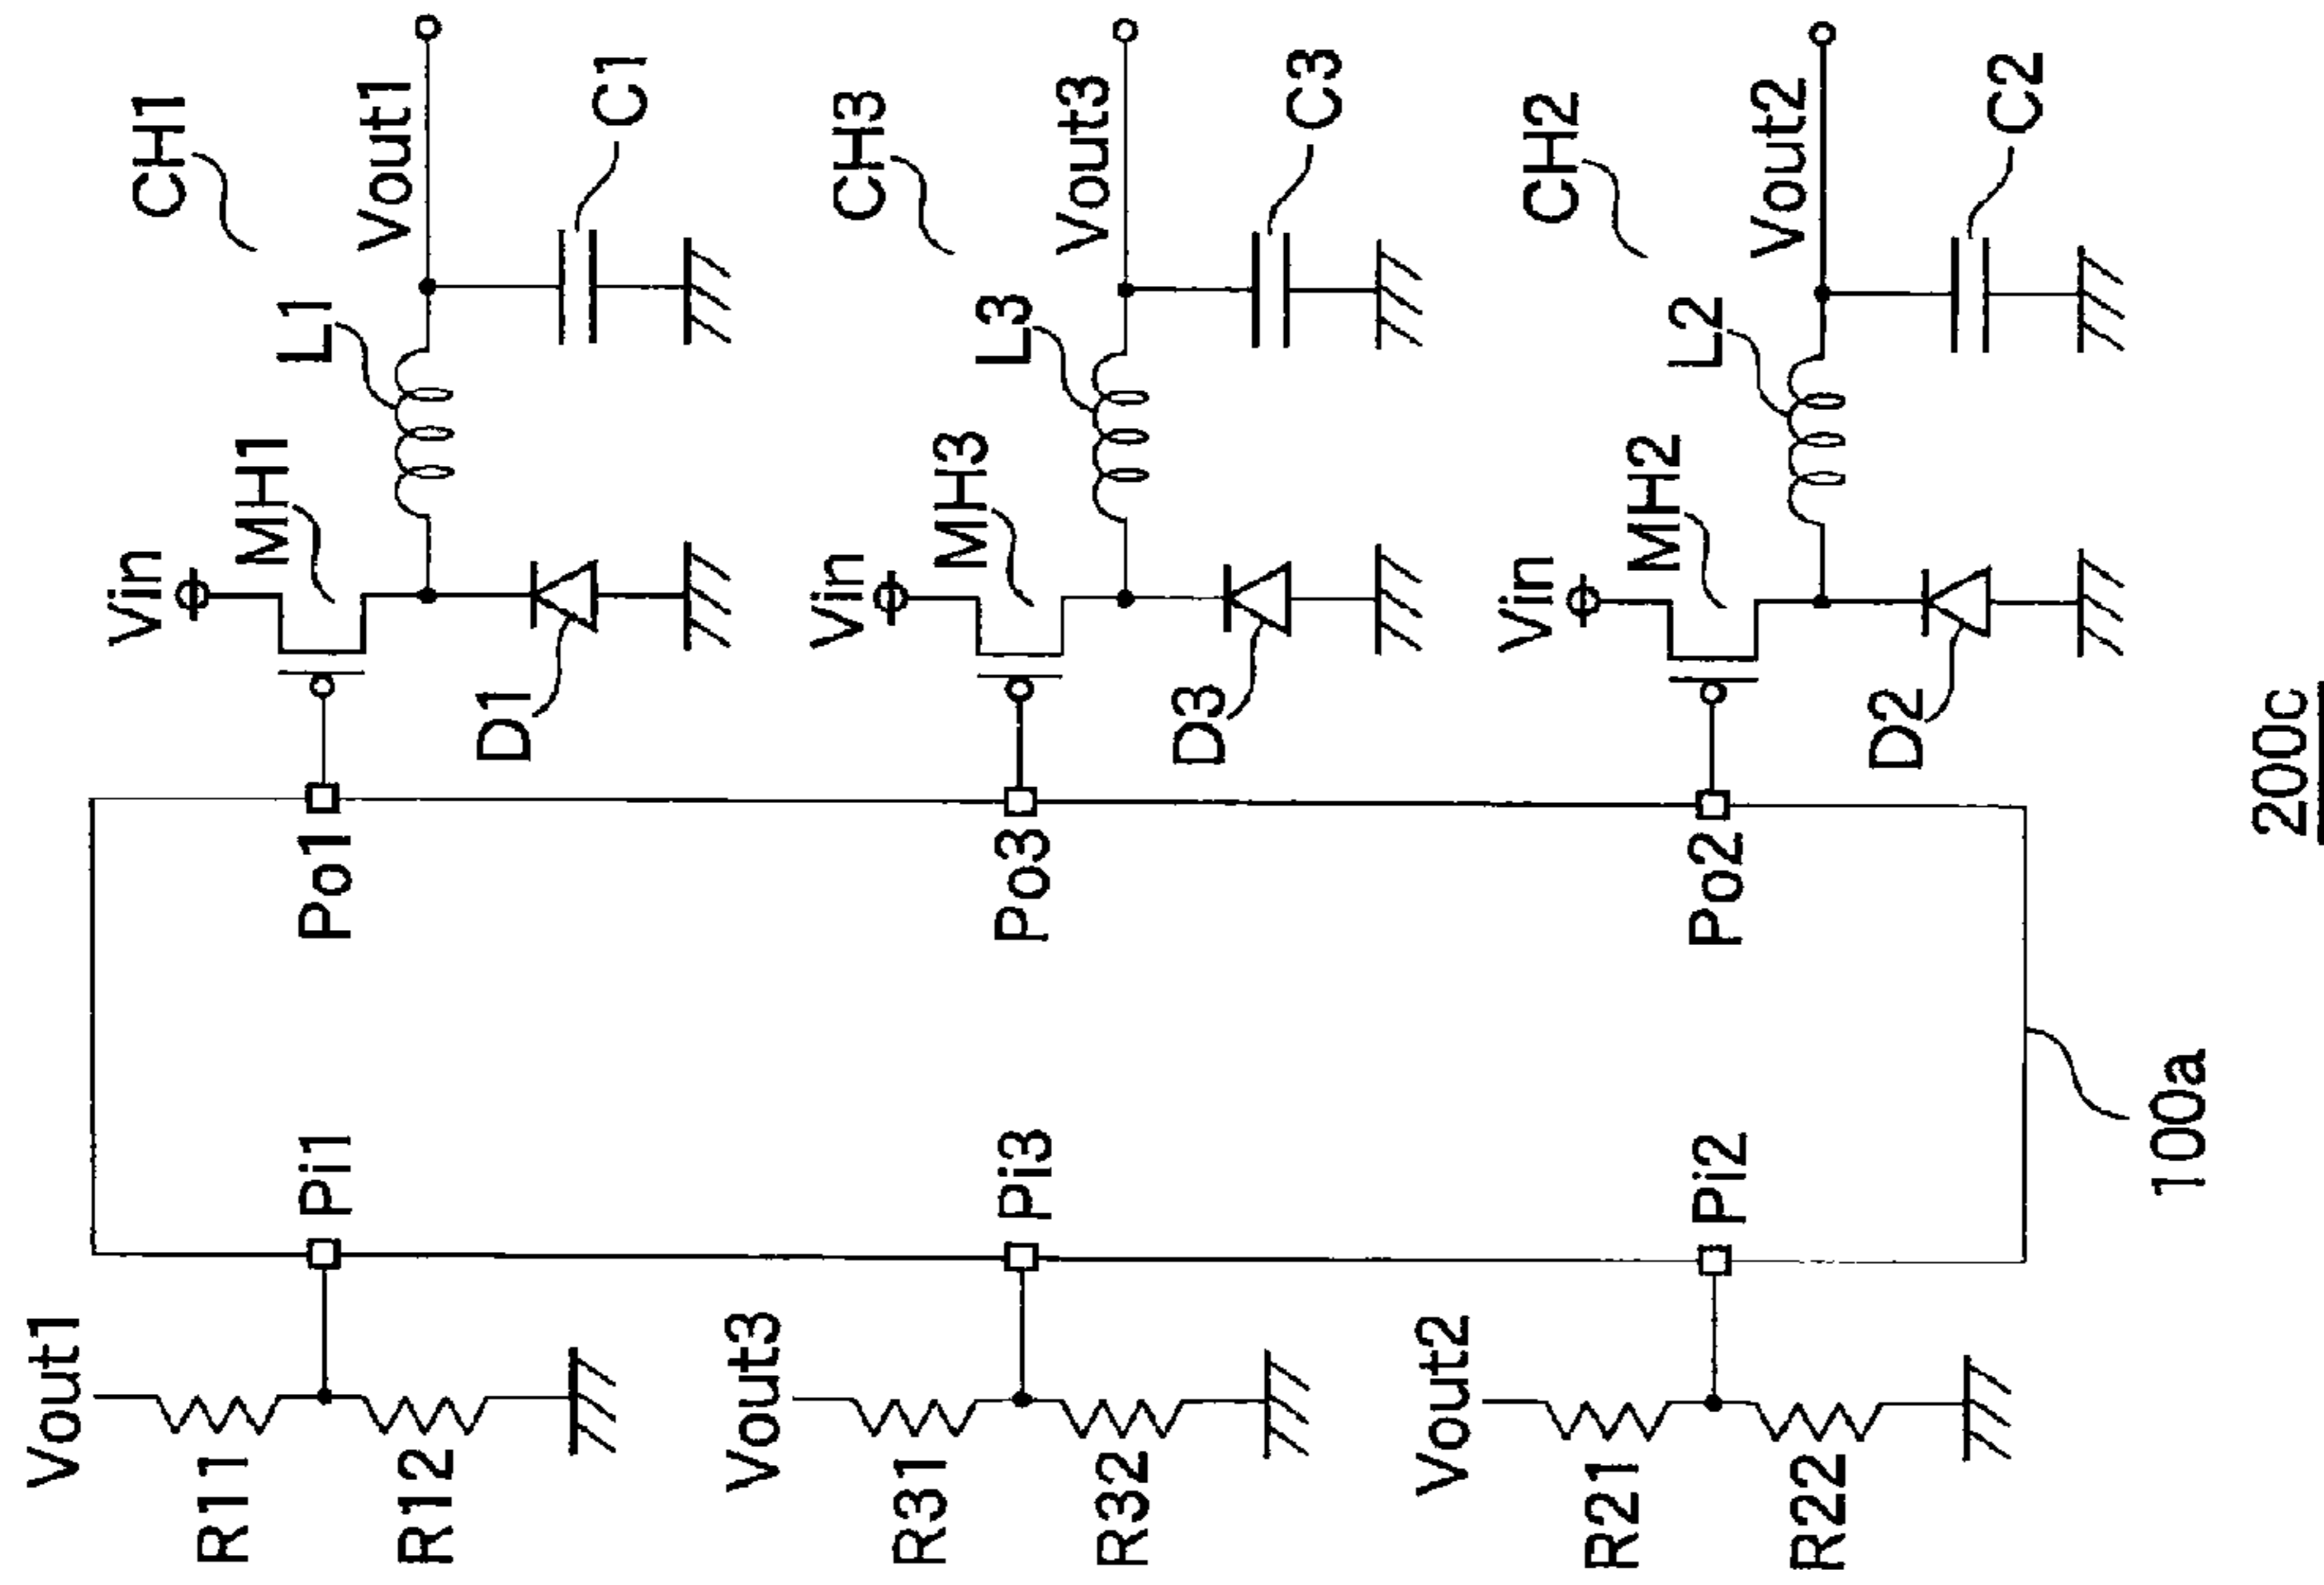 CH1
Vin
MH1
L1
Vout1
C1
D1
Po1
Pi1
Vout1
R11
R12
CH3
Vin
MH3
L3
Vout3
C3
D3
Po3
Pi3
Vout3
R31
R32
CH2
Vin
MH2
L2
Vout2
C2
D2
Po2
Pi2
Vout2
R21
R22
100a
200c